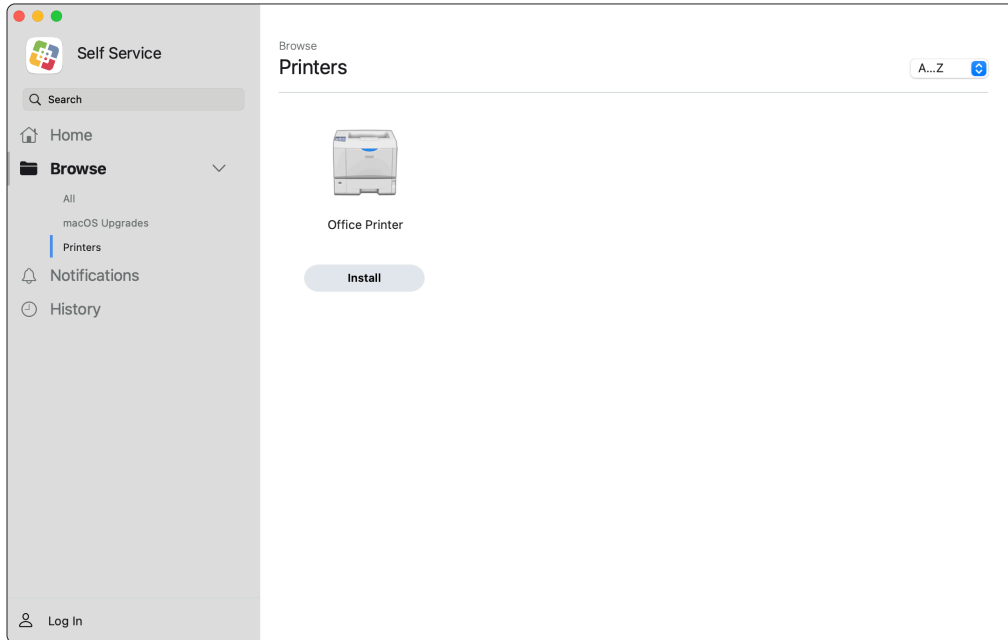 Self Service
Search
Home
Browse
All
macOS Upgrades
Printers
Notifications
History
Log In
Browse
Printers
A...Z
Office Printer
Install